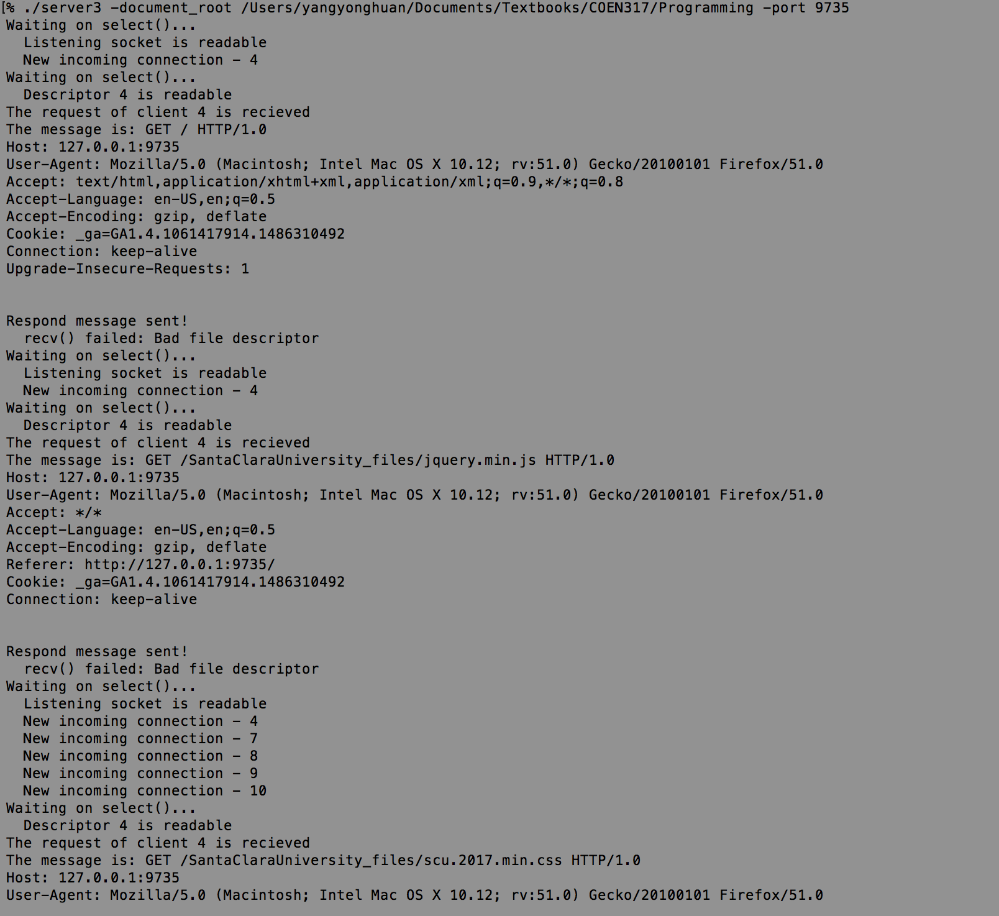 [% ./server3 -document_root /Users/yangyonghuan/Documents/Textbooks/COEN317/Programming -port 9735
Waiting on select()...
  Listening socket is readable
  New incoming connection - 4
Waiting on select()...
  Descriptor 4 is readable
The request of client 4 is recieved
The message is: GET / HTTP/1.0
Host: 127.0.0.1:9735
User-Agent: Mozilla/5.0 (Macintosh; Intel Mac OS X 10.12; rv:51.0) Gecko/20100101 Firefox/51.0
Accept: text/html,application/xhtml+xml,application/xml;q=0.9,*/*;q=0.8
Accept-Language: en-US,en;q=0.5
Accept-Encoding: gzip, deflate
Cookie: _ga=GA1.4.1061417914.1486310492
Connection: keep-alive
Upgrade-Insecure-Requests: 1
Respond message sent!
  recv() failed: Bad file descriptor
Waiting on select()...
  Listening socket is readable
  New incoming connection - 4
Waiting on select()...
  Descriptor 4 is readable
The request of client 4 is recieved
The message is: GET /SantaClaraUniversity_files/jquery.min.js HTTP/1.0
Host: 127.0.0.1:9735
User-Agent: Mozilla/5.0 (Macintosh; Intel Mac OS X 10.12; rv:51.0) Gecko/20100101 Firefox/51.0
Accept: */*
Accept-Language: en-US,en;q=0.5
Accept-Encoding: gzip, deflate
Referer: http://127.0.0.1:9735/
Cookie: _ga=GA1.4.1061417914.1486310492
Connection: keep-alive
Respond message sent!
  recv() failed: Bad file descriptor
Waiting on select()...
  Listening socket is readable
  New incoming connection - 4
  New incoming connection - 7
  New incoming connection - 8
  New incoming connection - 9
  New incoming connection - 10
Waiting on select()...
  Descriptor 4 is readable
The request of client 4 is recieved
The message is: GET /SantaClaraUniversity_files/scu.2017.min.css HTTP/1.0
Host: 127.0.0.1:9735
User-Agent: Mozilla/5.0 (Macintosh; Intel Mac OS X 10.12; rv:51.0) Gecko/20100101 Firefox/51.0